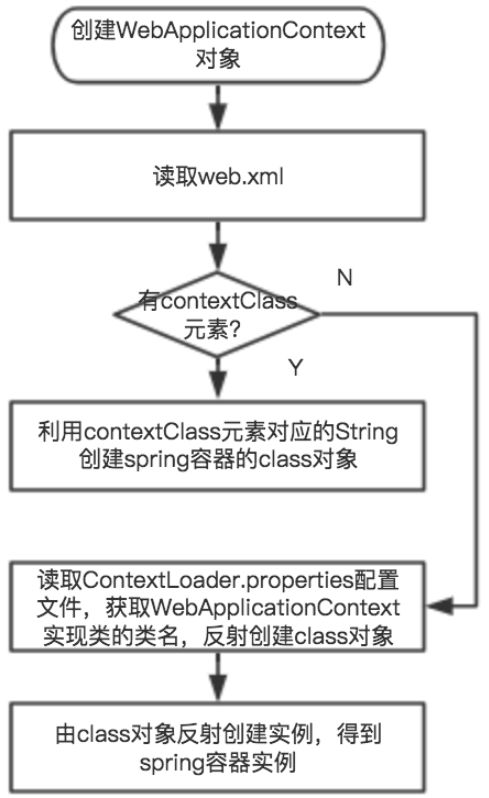 创建WebApplicationContext
对象
读取web.xml
N
有contextClass
元素?
Y
利用contextClass元素对应的String
创建spring容器的class对象
读取ContextLoader.properties配置
文件，获取WebApplicationContext
实现类的类名，反射创建class对象
由class对象反射创建实例，得到
spring容器实例